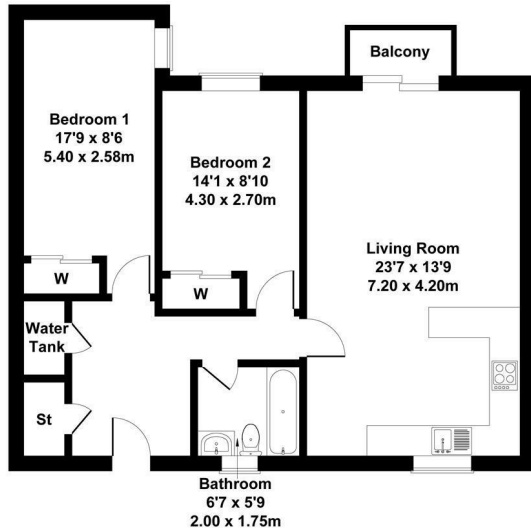 Balcony
Bedroom 1
17'9 x 8'6
5.40 x 2.58m
Bedroom 2
14'1 x 8'10
4.30 x 2.70m
Living Room
23'7 x 13'9
7.20 x 4.20m
W
W
Water
Tank
St
Bathroom
6'7 x 5'9
2.00 x 1.75m